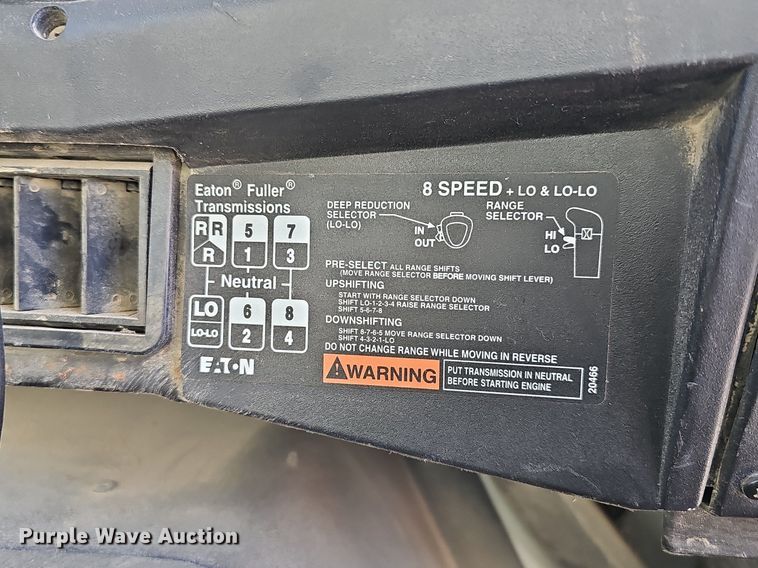 Eaton® Fuller®
Transmissions
R R 5 7
R 1 3
Neutral
LO 6 8
LO-LO 2 4
EATON
8 SPEED + LO & LO-LO
DEEP REDUCTION
SELECTOR
(LO-LO)
IN
OUT
RANGE
SELECTOR
HI
LO
PRE-SELECT ALL RANGE SHIFTS
(MOVE RANGE SELECTOR BEFORE MOVING SHIFT LEVER)
UPSHIFTING
START WITH RANGE SELECTOR DOWN
SHIFT LO-1-2-3-4 RAISE RANGE SELECTOR
SHIFT 5-6-7-8
DOWNSHIFTING
SHIFT 8-7-6-5 MOVE RANGE SELECTOR DOWN
SHIFT 4-3-2-1-LO
DO NOT CHANGE RANGE WHILE MOVING IN REVERSE
WARNING
PUT TRANSMISSION IN NEUTRAL
BEFORE STARTING ENGINE
20466
Purple Wave Auction